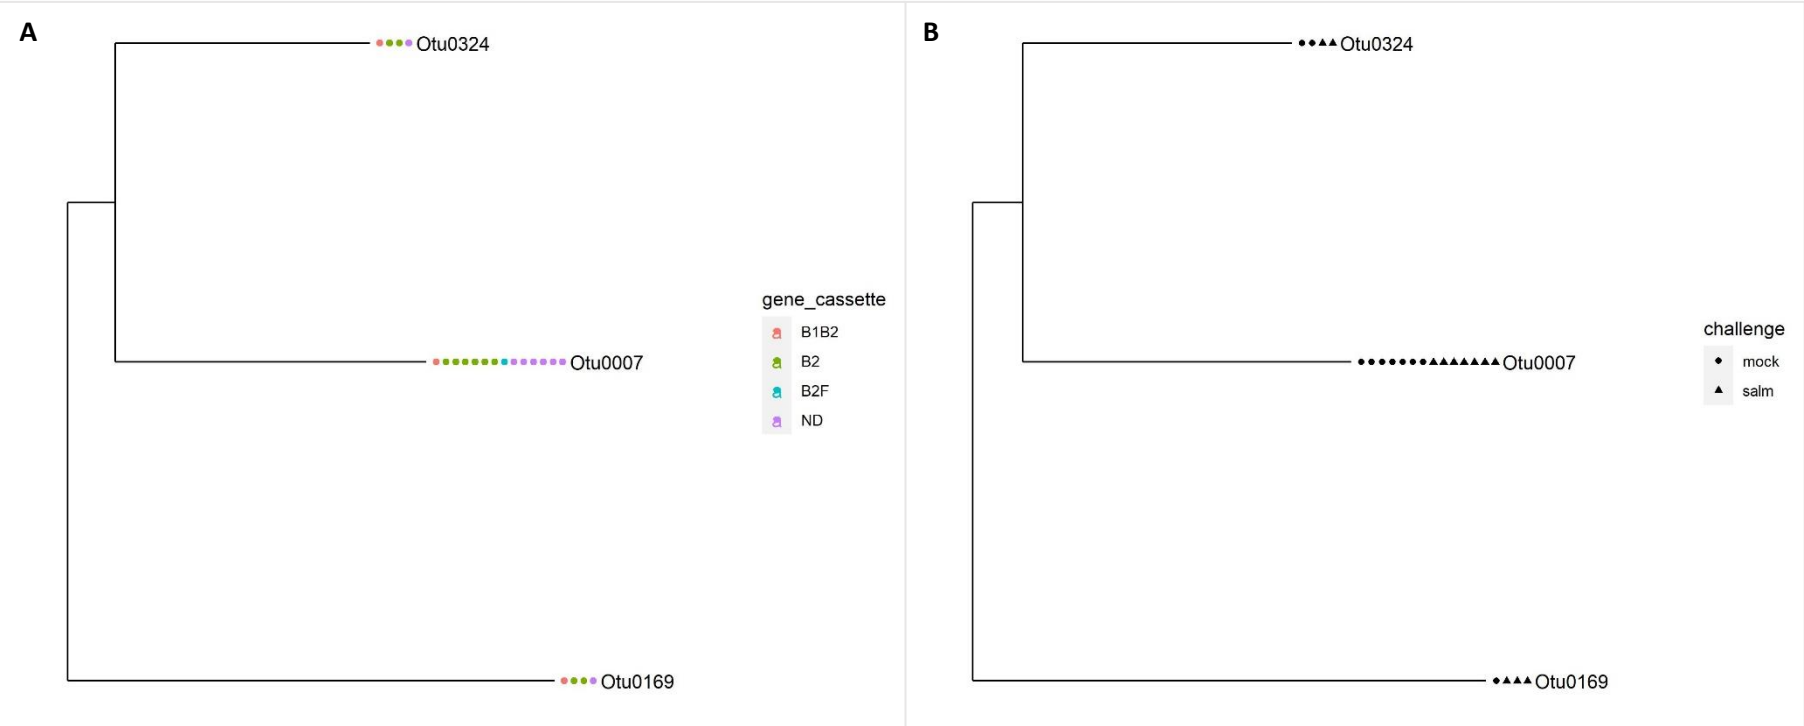 A
Otu0324
Otu0007
Otu0169
gene_cassette
a B1B2
a B2
a B2F
a ND
B
Otu0324
Otu0007
Otu0169
challenge
mock
salm